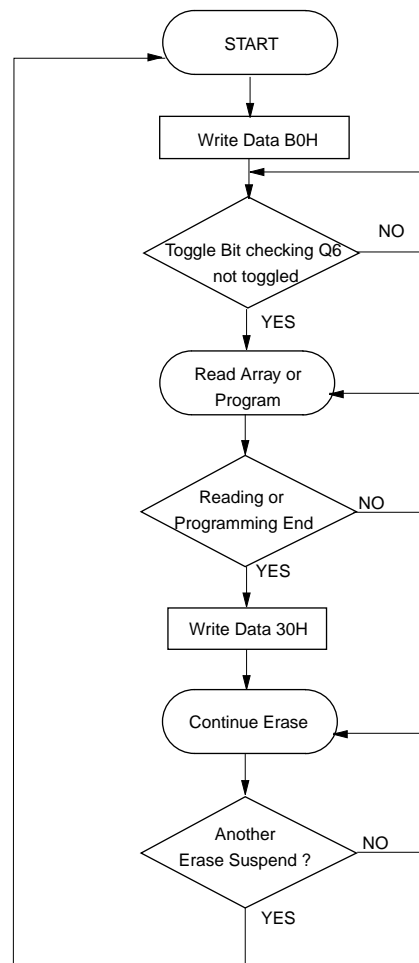 START
Write Data B0H
Toggle Bit checking Q6
not toggled
NO
YES
Read Array or
Program
Reading or
Programming End
NO
YES
Write Data 30H
Continue Erase
Another
Erase Suspend ?
NO
YES